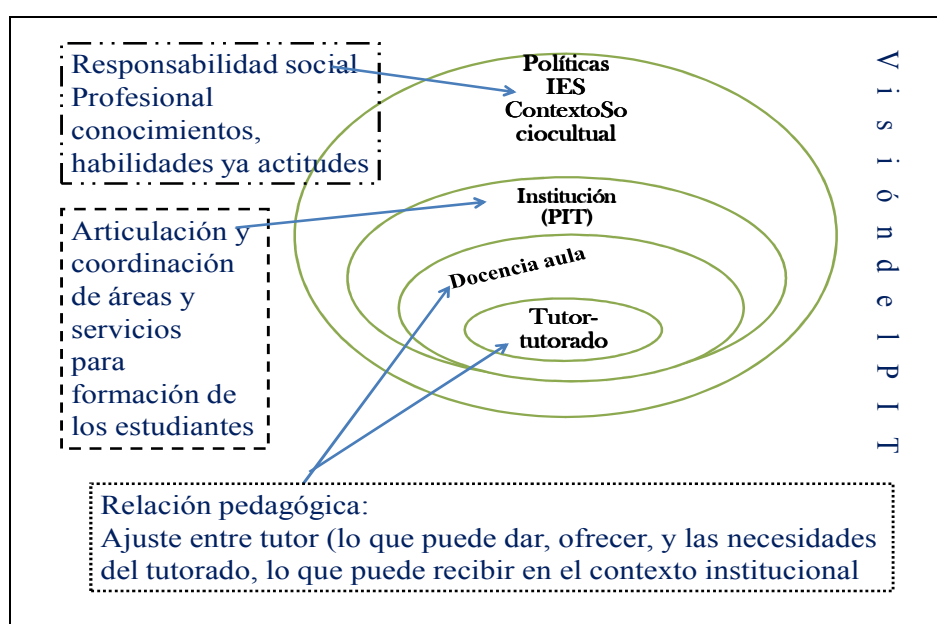 Responsabilidad social
Profesional
conocimientos,
habilidades ya actitudes
Políticas
IES
ContextoSo
ciocultual
Articulación y
coordinación
de áreas y
servicios
para
formación de
los estudiantes
Institución
(PIT)
Docencia aula
Tutor-
tutorado
Relación pedagógica:
Ajuste entre tutor (lo que puede dar, ofrecer, y las necesidades
del tutorado, lo que puede recibir en el contexto institucional
VisióndelPIT